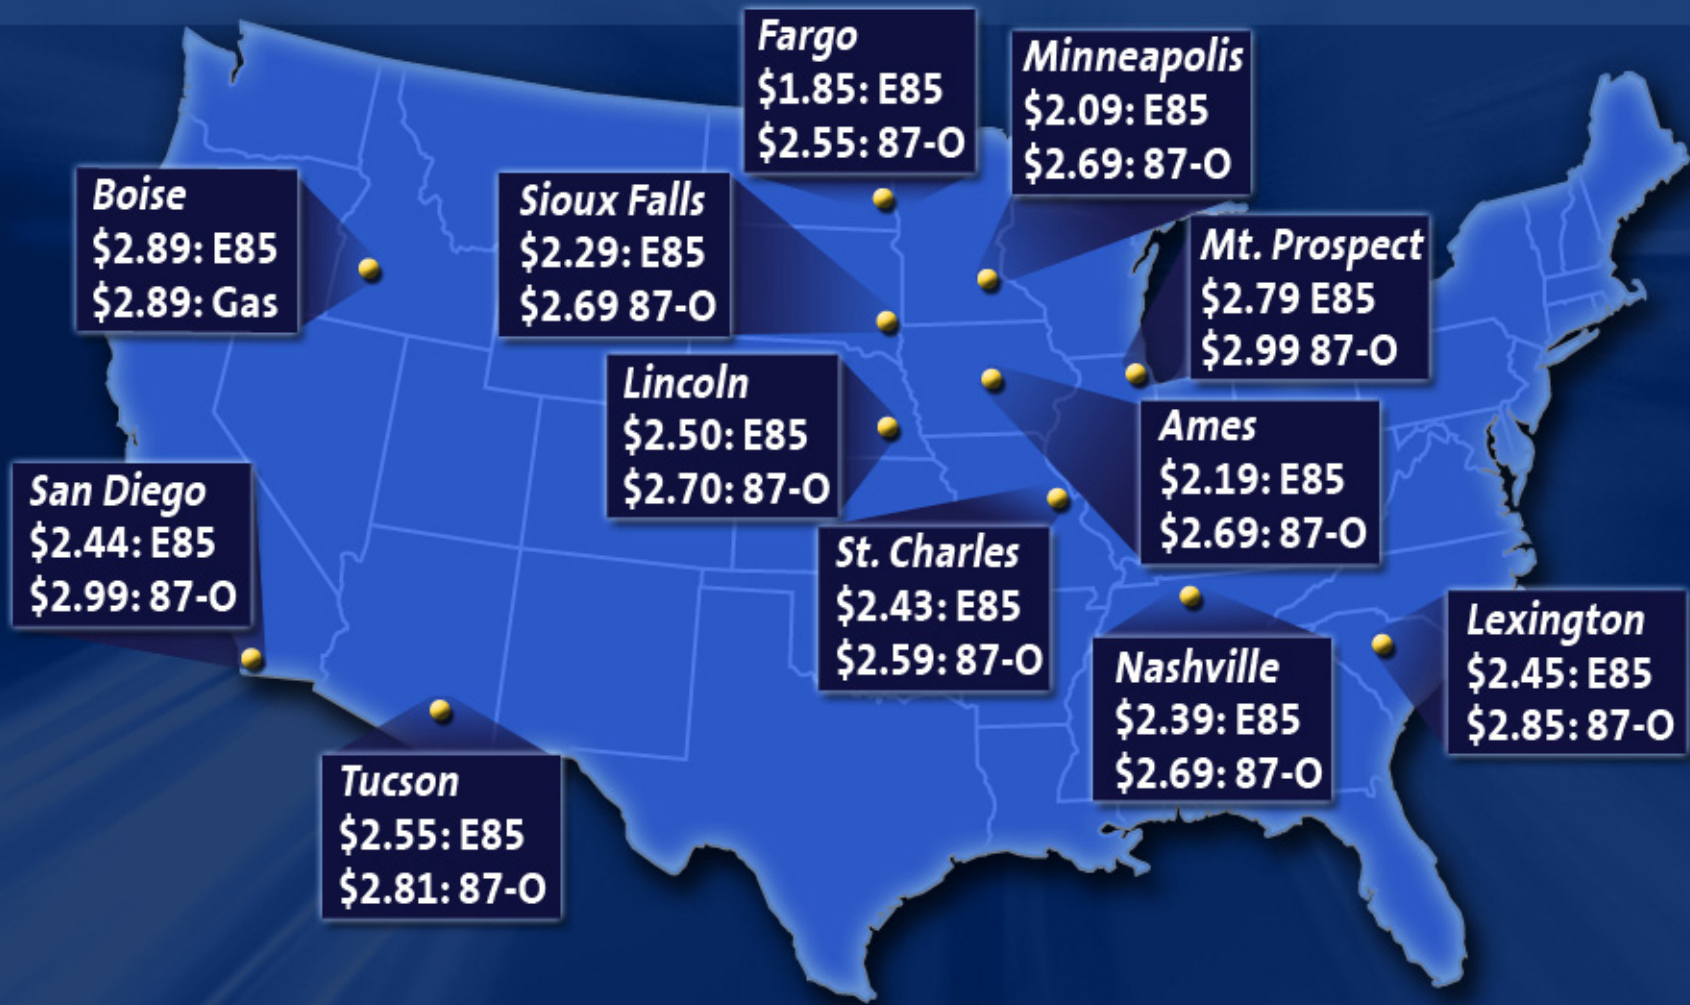 Fargo
$1.85: E85
$2.55: 87-O
Minneapolis
$2.09: E85
$2.69: 87-O
Boise
$2.89: E85
$2.89: Gas
Sioux Falls
$2.29: E85
$2.69 87-O
Mt. Prospect
$2.79 E85
$2.99 87-O
Lincoln
$2.50: E85
$2.70: 87-O
Ames
$2.19: E85
$2.69: 87-O
San Diego
$2.44: E85
$2.99: 87-O
St. Charles
$2.43: E85
$2.59: 87-O
Lexington
$2.45: E85
$2.85: 87-O
Nashville
$2.39: E85
$2.69: 87-O
Tucson
$2.55: E85
$2.81: 87-O